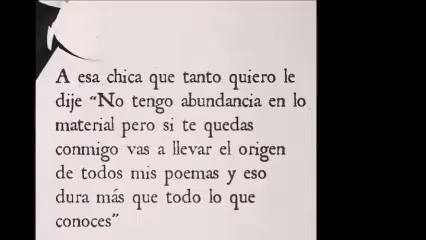 A esa chica que tanto quiero le
dije “No tengo abundancia en lo
material pero si te quedas
conmigo vas a llevar el origen
de todos mis poemas y eso
dura más que todo lo que
conoces”